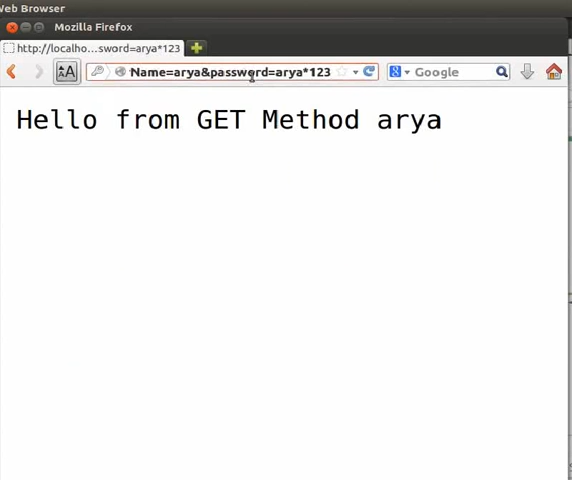 Web Browser
Mozilla Firefox
http://localho...sword=arya*123
Name=arya&password=arya*123
Google
Hello from GET Method arya